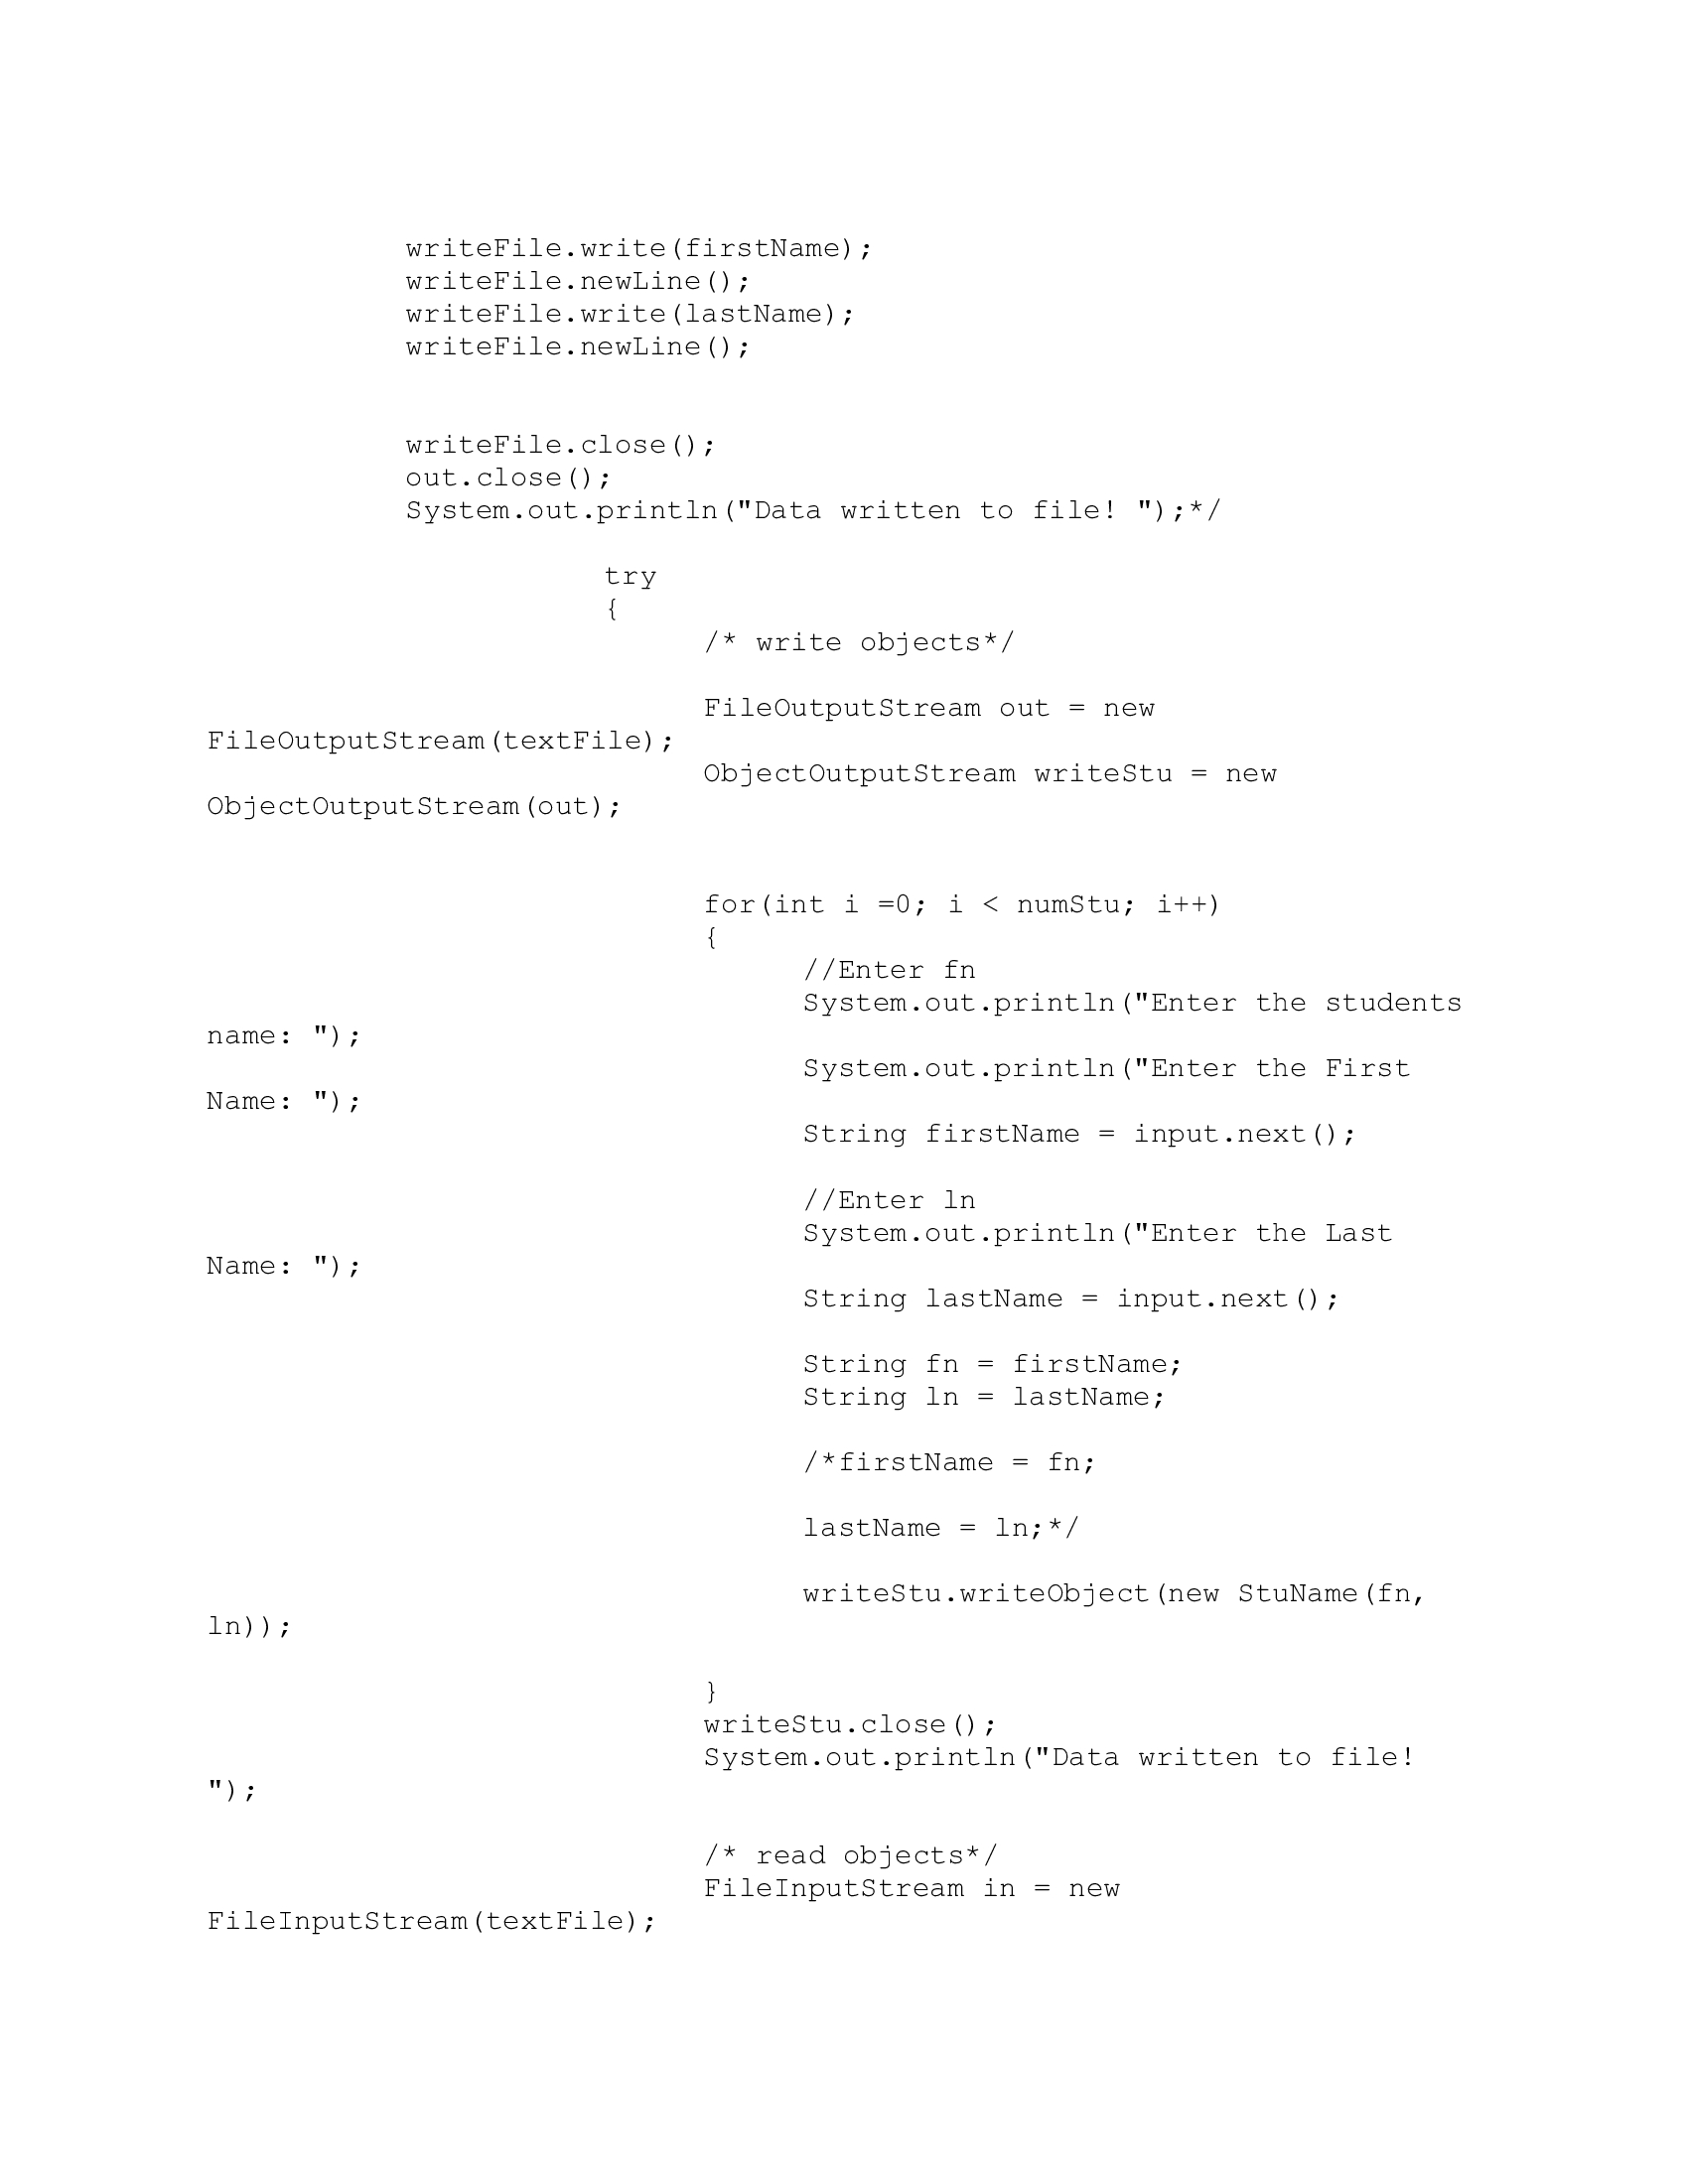 writeFile.write(firstName);
writeFile.newLine();
writeFile.write(lastName);
writeFile.newLine();
writeFile.close();
out.close();
System.out.println("Data written to file! ");*/
try
{
/* write objects*/
FileOutputStream out = new
FileOutputStream(textFile);
ObjectOutputStream writeStu = new
ObjectOutputStream(out);
for(int i =0; i < numStu; i++)
{
//Enter fn
System.out.println("Enter the students
name: ");
System.out.println("Enter the First
Name: ");
String firstName = input.next();
//Enter ln
System.out.println("Enter the Last
Name: ");
String lastName = input.next();
String fn = firstName;
String ln = lastName;
/*firstName = fn;
lastName = ln;*/
writeStu.writeObject(new StuName(fn,
ln));
}
writeStu.close();
System.out.println("Data written to file!
");
/* read objects*/
FileInputStream in = new
FileInputStream(textFile);